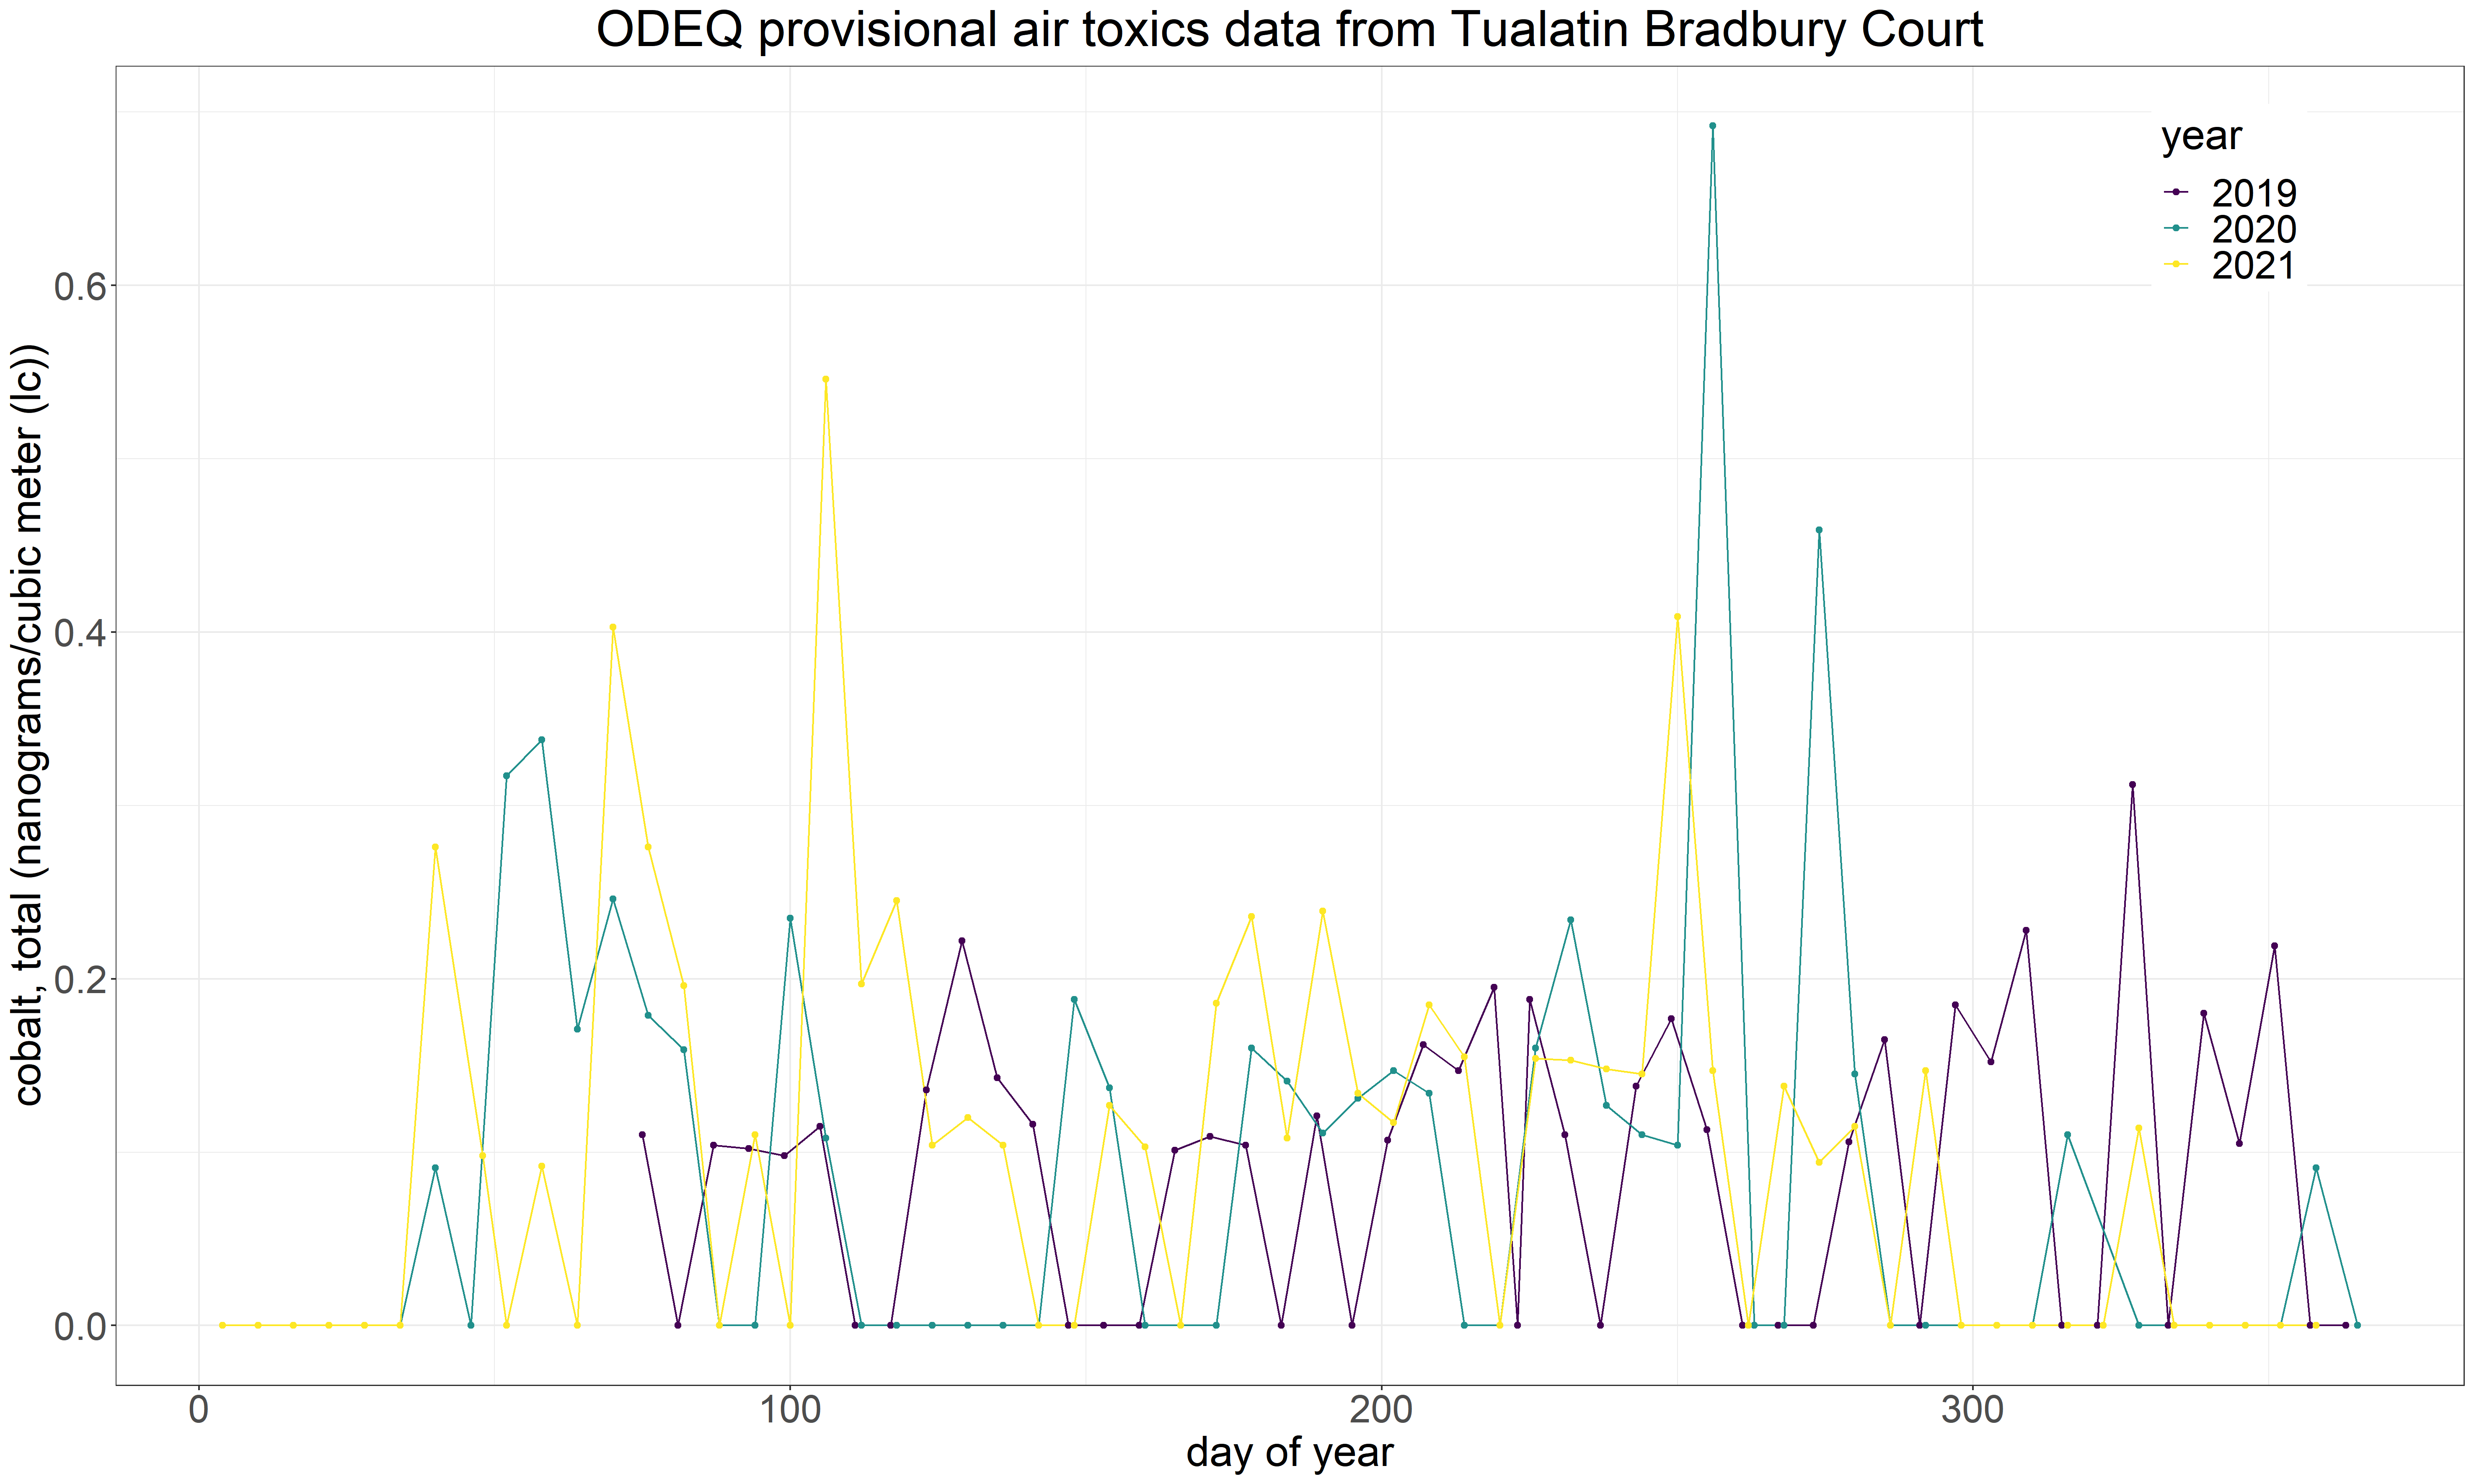 ODEQ provisional air toxics data from Tualatin Bradbury Court
cobalt, total (nanograms/cubic meter (lc))
0.6
0.4
0.2
0.0
year
2019
2020
2021
0
100
200
300
day of year